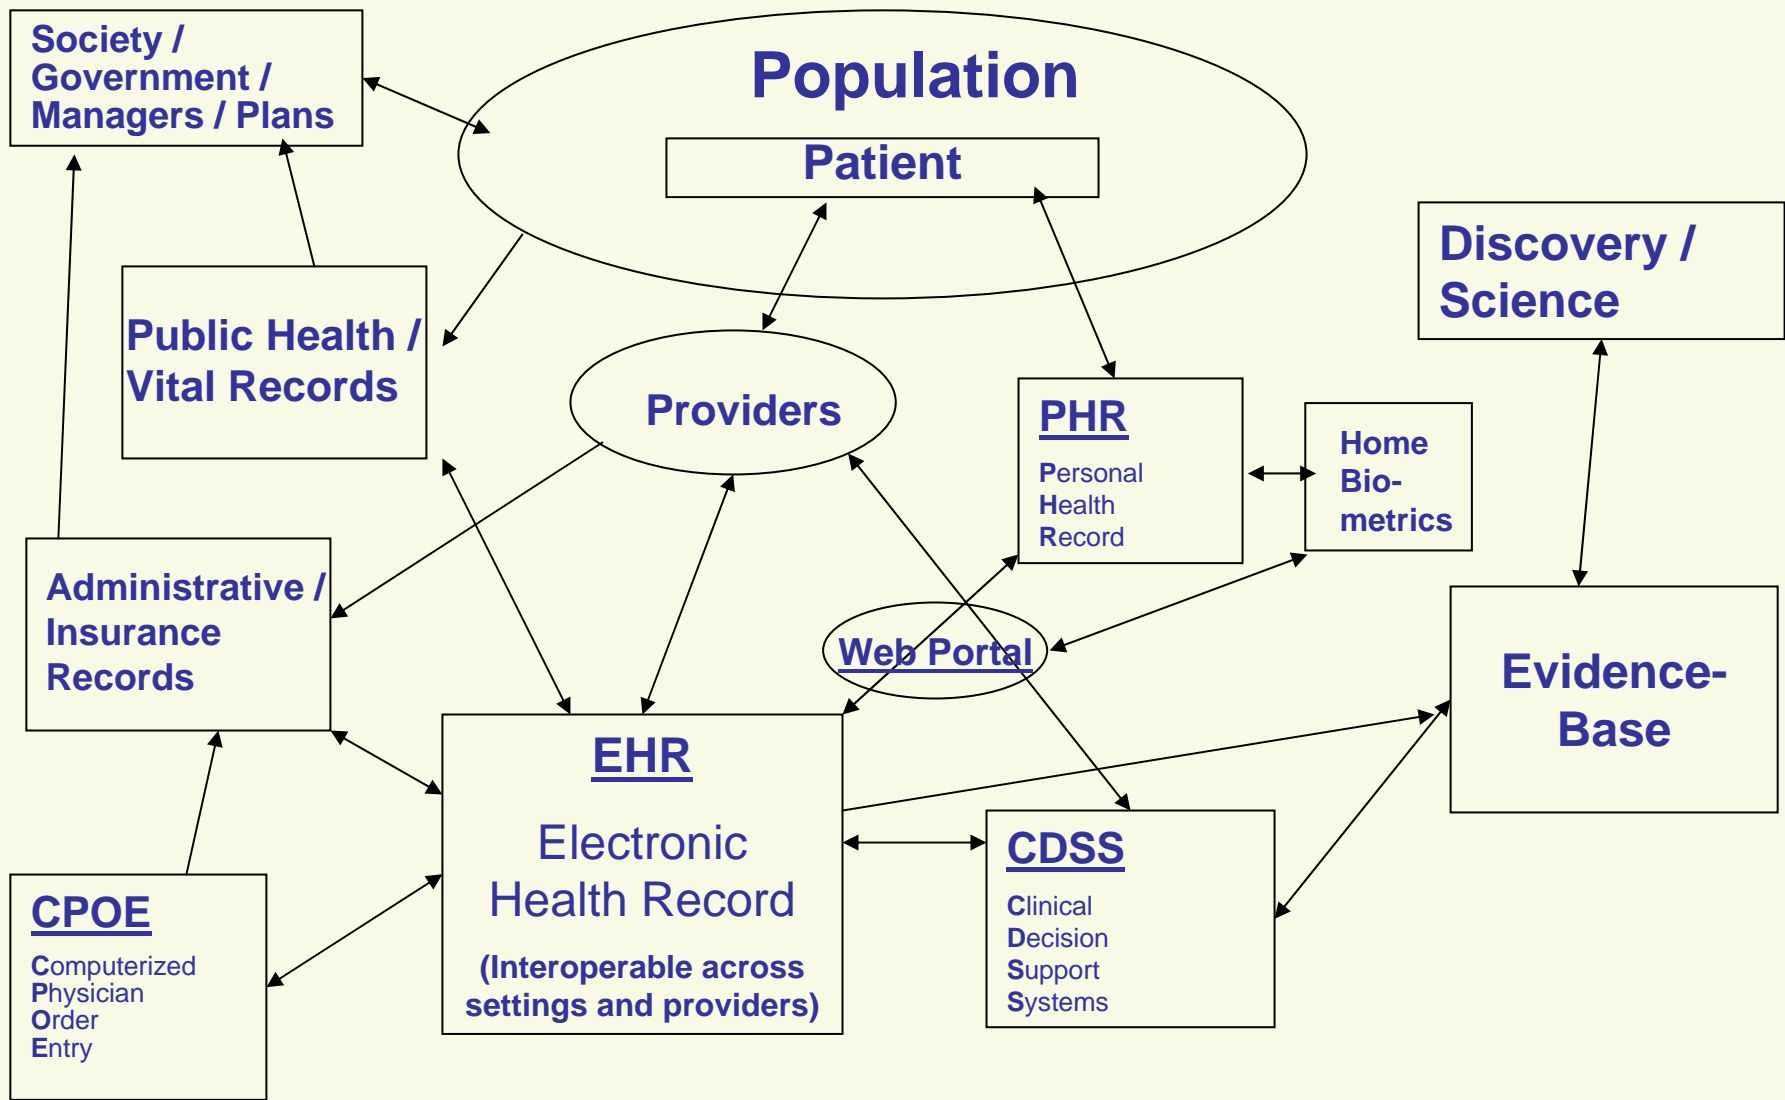 Society /
Government /
Managers / Plans
Population
Patient
Discovery /
Science
Public Health /
Vital Records
Providers
PHR
Personal
Health
Record
Home
Bio-
metrics
Administrative /
Insurance
Records
Web Portal
Evidence-
Base
EHR
Electronic
Health Record
(Interoperable across
settings and providers)
CDSS
Clinical
Decision
Support
Systems
CPOE
Computerized
Physician
Order
Entry